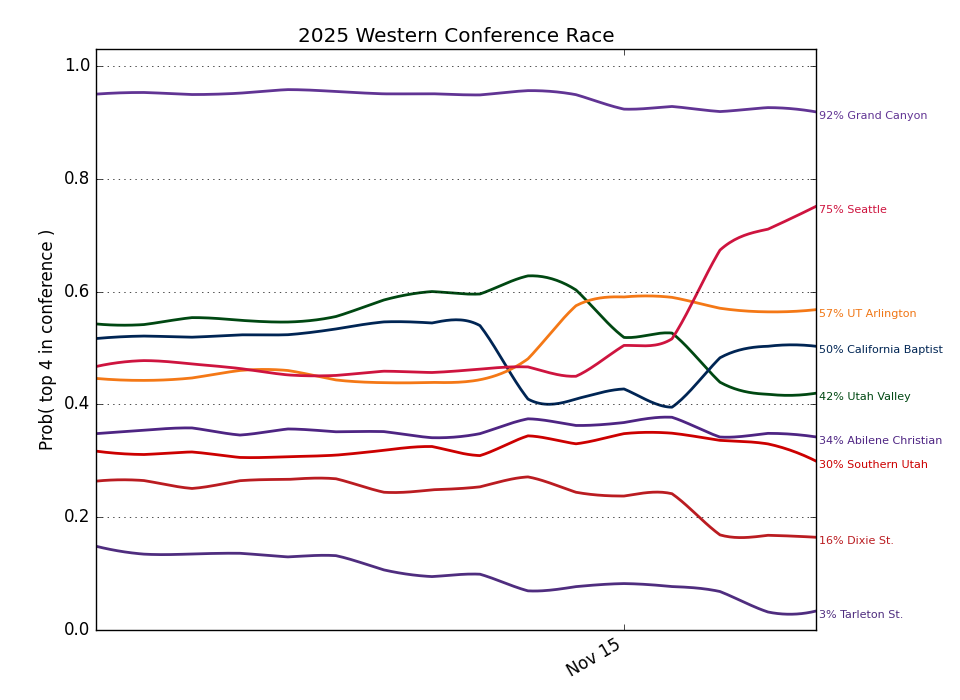 2025 Western Conference Race
Prob( top 4 in conference )
1.0
0.8
0.6
0.4
0.2
0.0
Nov 15
92% Grand Canyon
75% Seattle
57% UT Arlington
50% California Baptist
42% Utah Valley
34% Abilene Christian
30% Southern Utah
16% Dixie St.
3% Tarleton St.